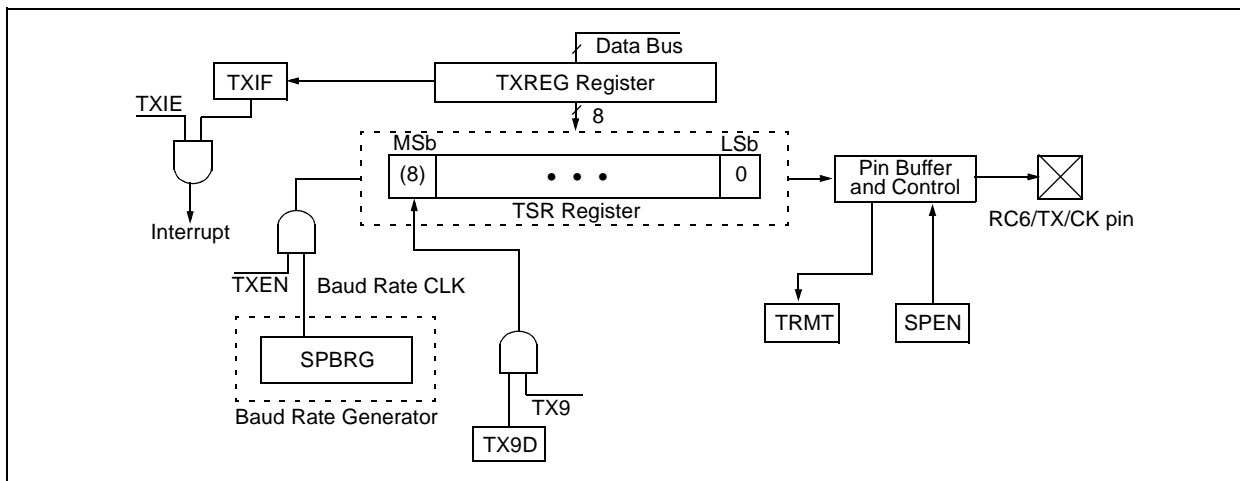 Data Bus
TXIF
TXREG Register
TXIE
8
MSb
LSb
(8)
• • •
0
Pin Buffer
and Control
TSR Register
Interrupt
RC6/TX/CK pin
TXEN
Baud Rate CLK
TRMT
SPEN
SPBRG
TX9
Baud Rate Generator
TX9D